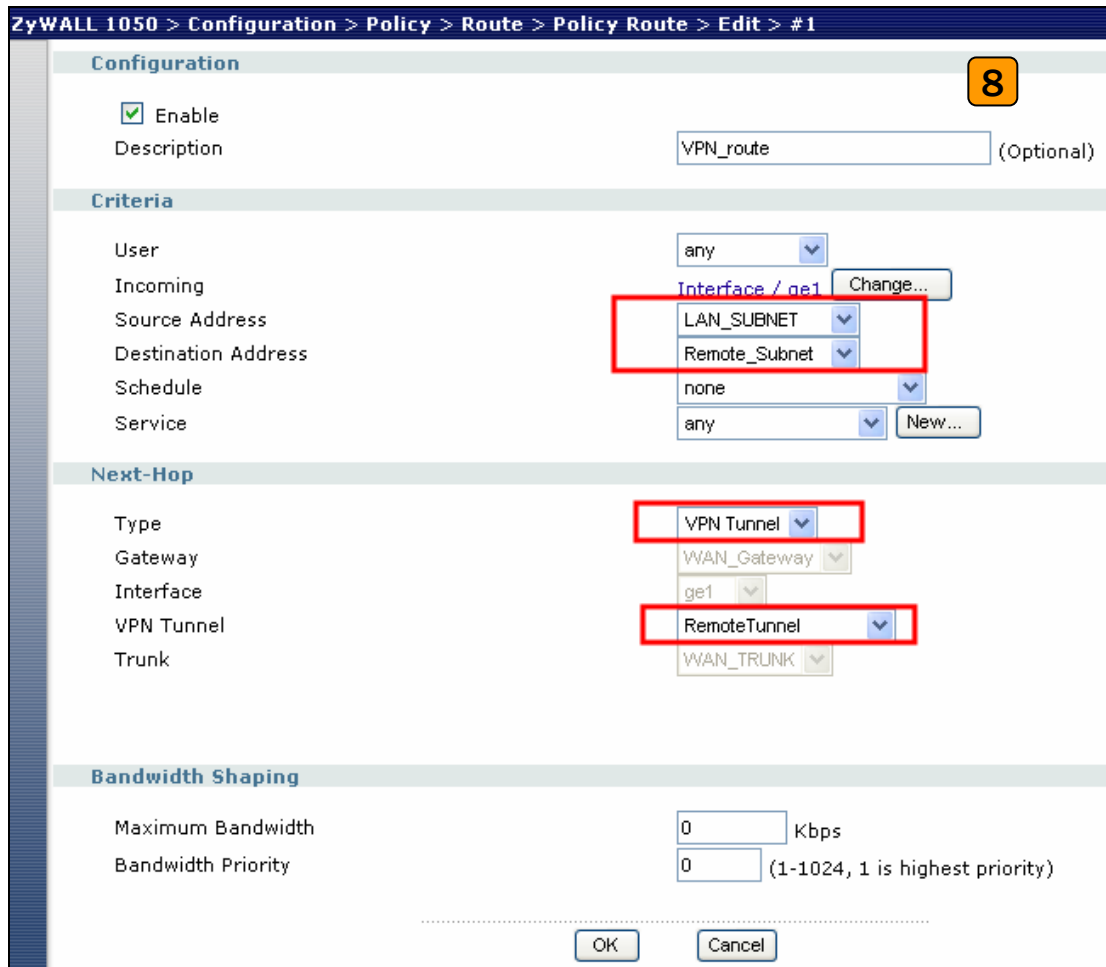 ZyWALL 1050 > Configuration > Policy > Route > Policy Route > Edit > #1
Configuration
8
Enable
Description VPN_route (Optional)
Criteria
User any
Incoming Interface / ge1 Change...
Source Address LAN_SUBNET
Destination Address Remote_Subnet
Schedule none
Service any New...
Next-Hop
Type VPN Tunnel
Gateway WAN_Gateway
Interface ge1
VPN Tunnel RemoteTunnel
Trunk WAN_TRUNK
Bandwidth Shaping
Maximum Bandwidth 0 Kbps
Bandwidth Priority 0 (1-1024, 1 is highest priority)
OK Cancel